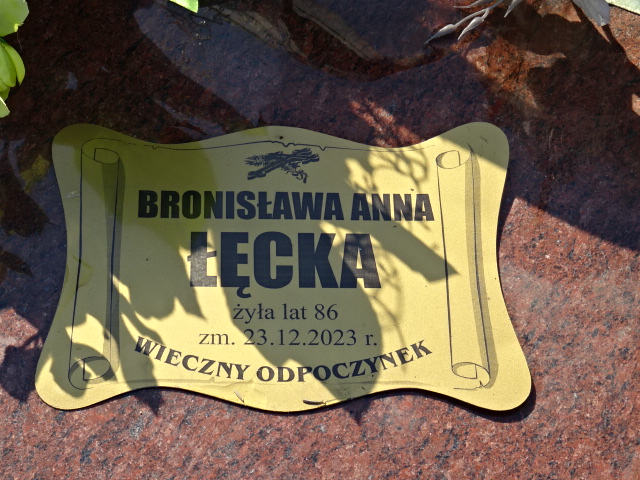 BRONISŁAWA ANNA
ŁĘCKA
żyła lat 86
zm. 23.12.2023 r.
WIECZNY ODPOCZYNEK